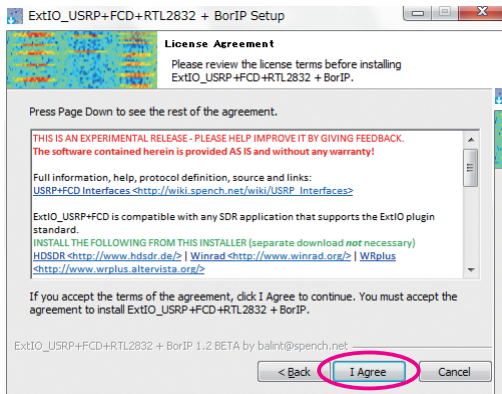 ExtIO_USRP+FCD+RTL2832 + BorIP Setup
License Agreement
Please review the license terms before installing
ExtIO_USRP+FCD+RTL2832 + BorIP.
Press Page Down to see the rest of the agreement.
THIS IS AN EXPERIMENTAL RELEASE - PLEASE HELP IMPROVE IT BY GIVING FEEDBACK.
The software contained herein is provided AS IS and without any warranty!
Full information, help, protocol definition, source and links:
USRP+FCD Interfaces <http://wiki.spench.net/wiki/USRP_Interfaces>
ExtIO_USRP+FCD is compatible with any SDR application that supports the ExtIO plugin
standard.
INSTALL THE FOLLOWING FROM THIS INSTALLER (separate download not necessary)
HDSDR <http://www.hdsdr.de/> | Winrad <http://www.winrad.org/> | WRplus
<http://www.wrplus.altervista.org/>
If you accept the terms of the agreement, click I Agree to continue. You must accept the
agreement to install ExtIO_USRP+FCD+RTL2832 + BorIP.
ExtIO_USRP+FCD+RTL2832 + BorIP 1.2 BETA by balint@spench.net
< Back
I Agree
Cancel